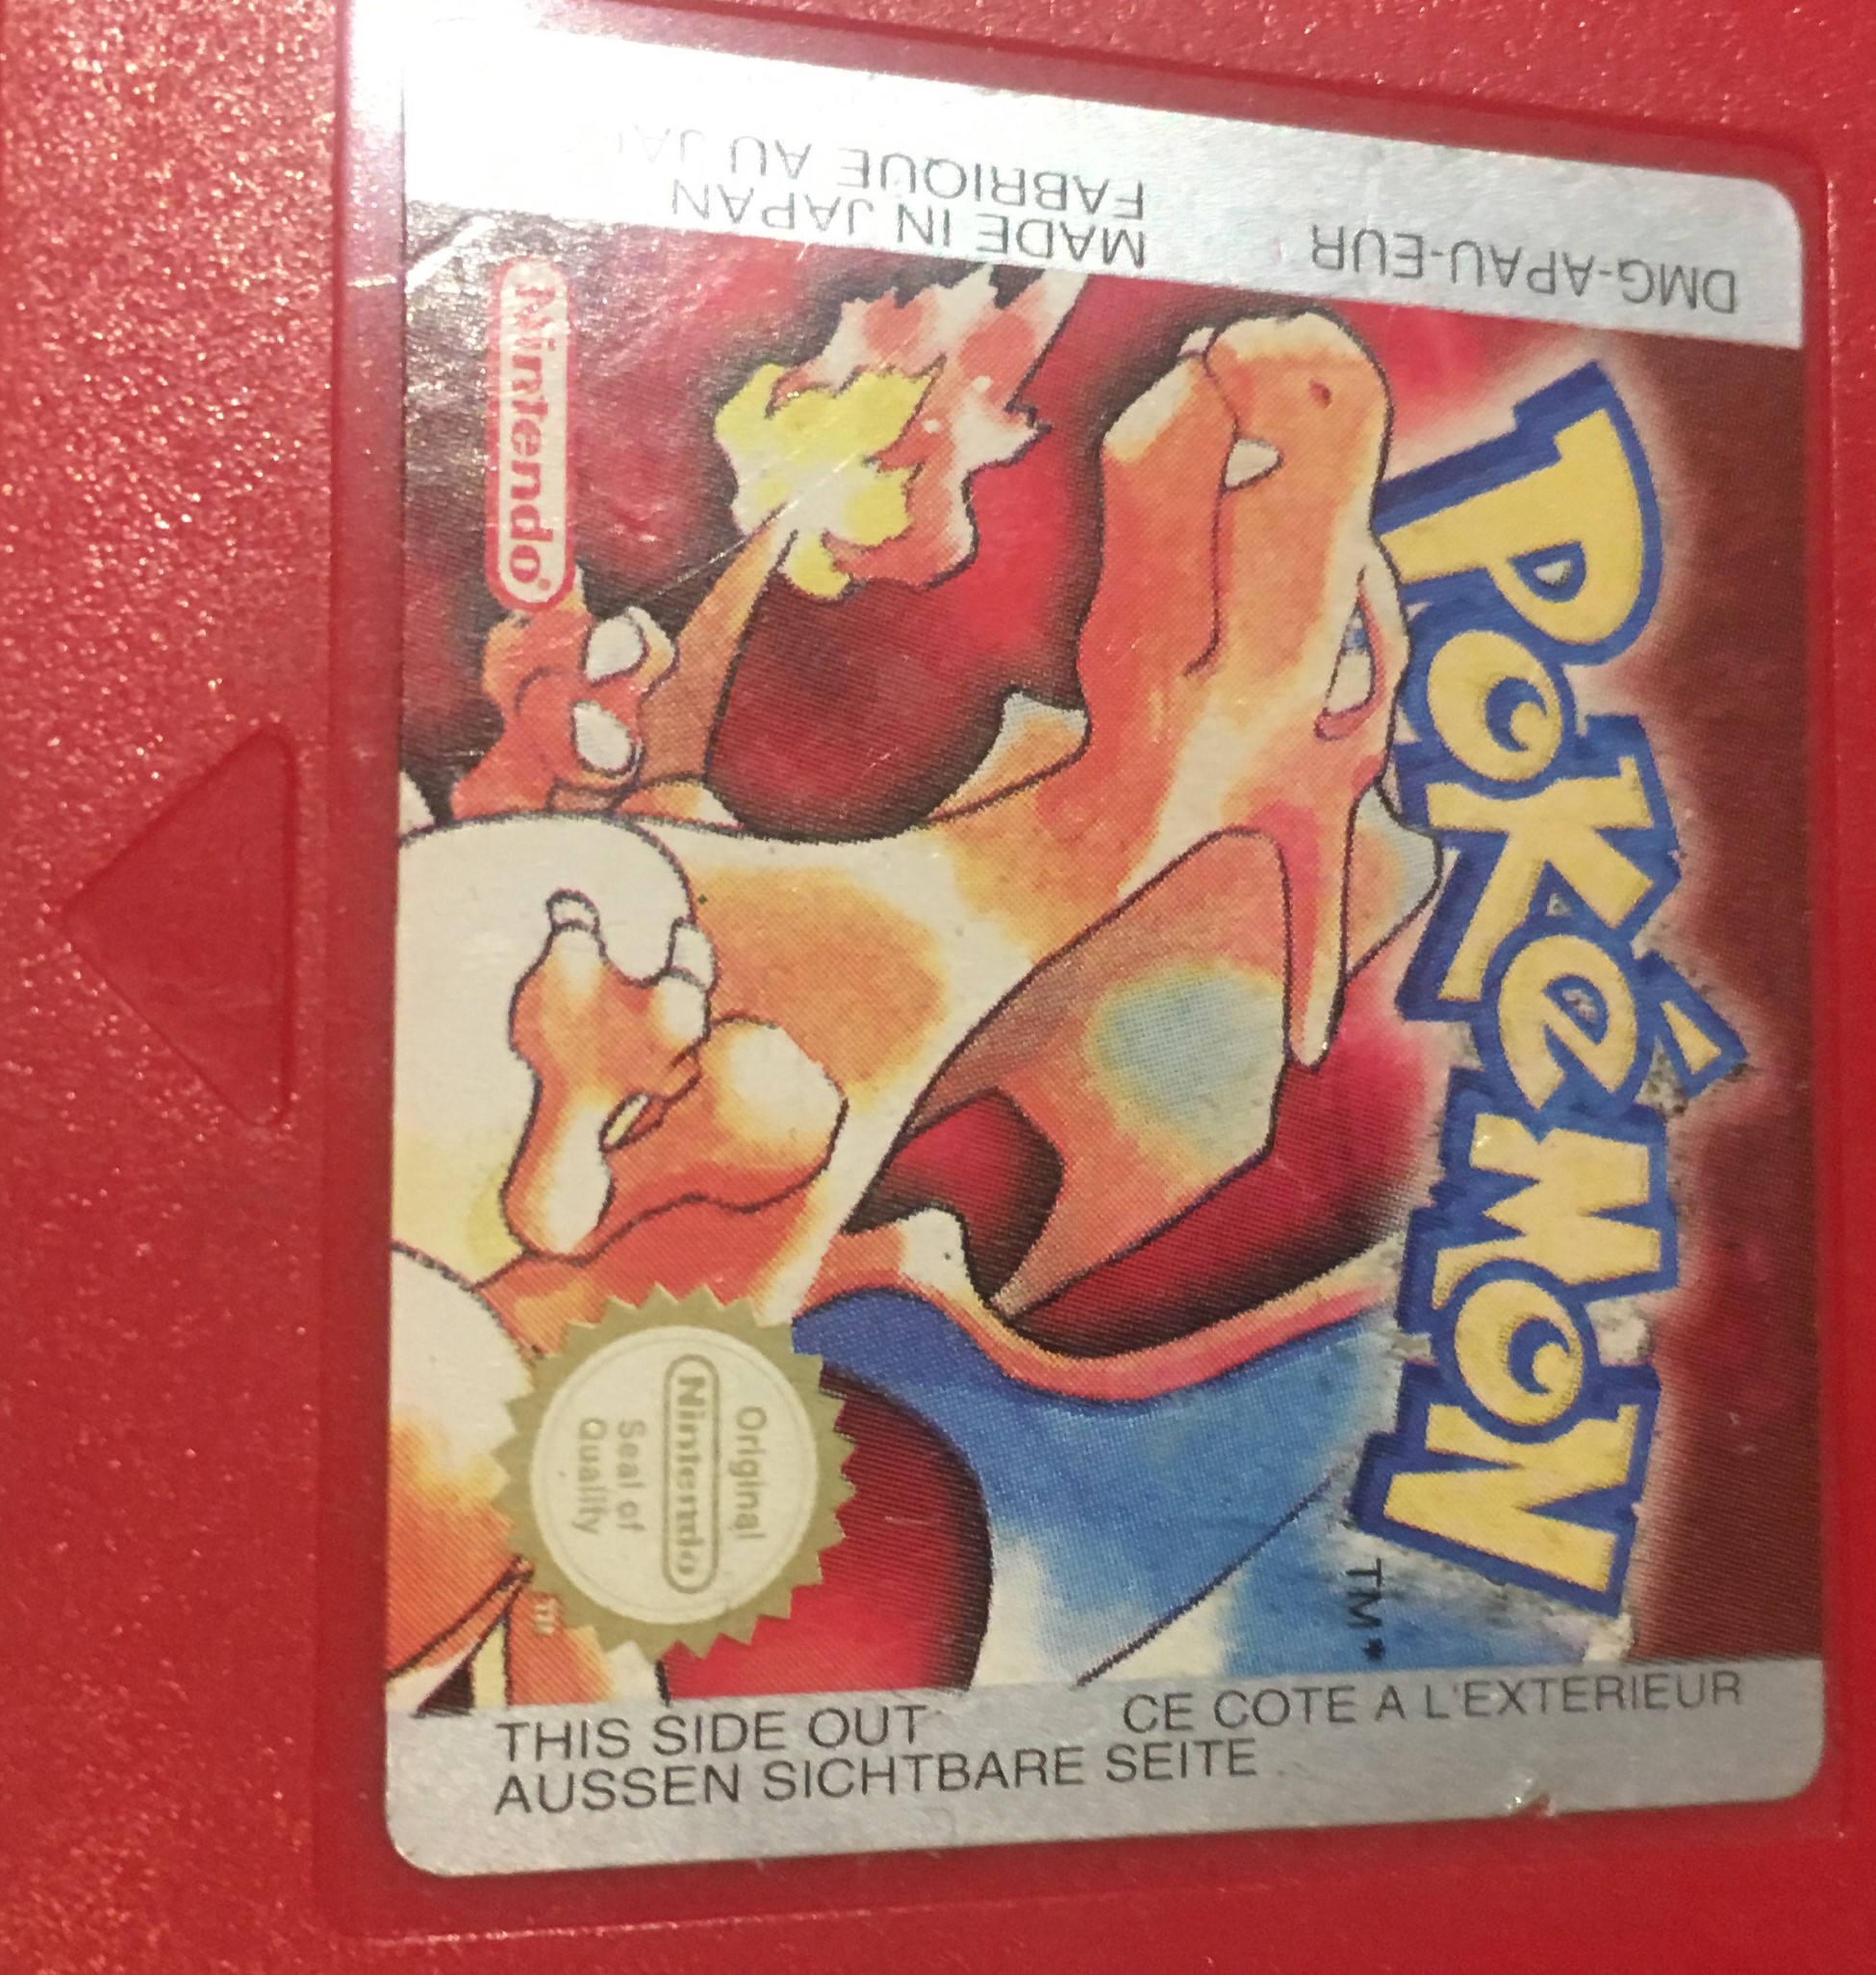 DMG-APAU-EUR
MADE IN JAPAN
FABRIQUE AU
POKéMON
TM*
Nintendo®
Original
Nintendo
Seal of
Quality
TM
THIS SIDE OUT
CE COTE A L'EXTERIEUR
AUSSEN SICHTBARE SEITE